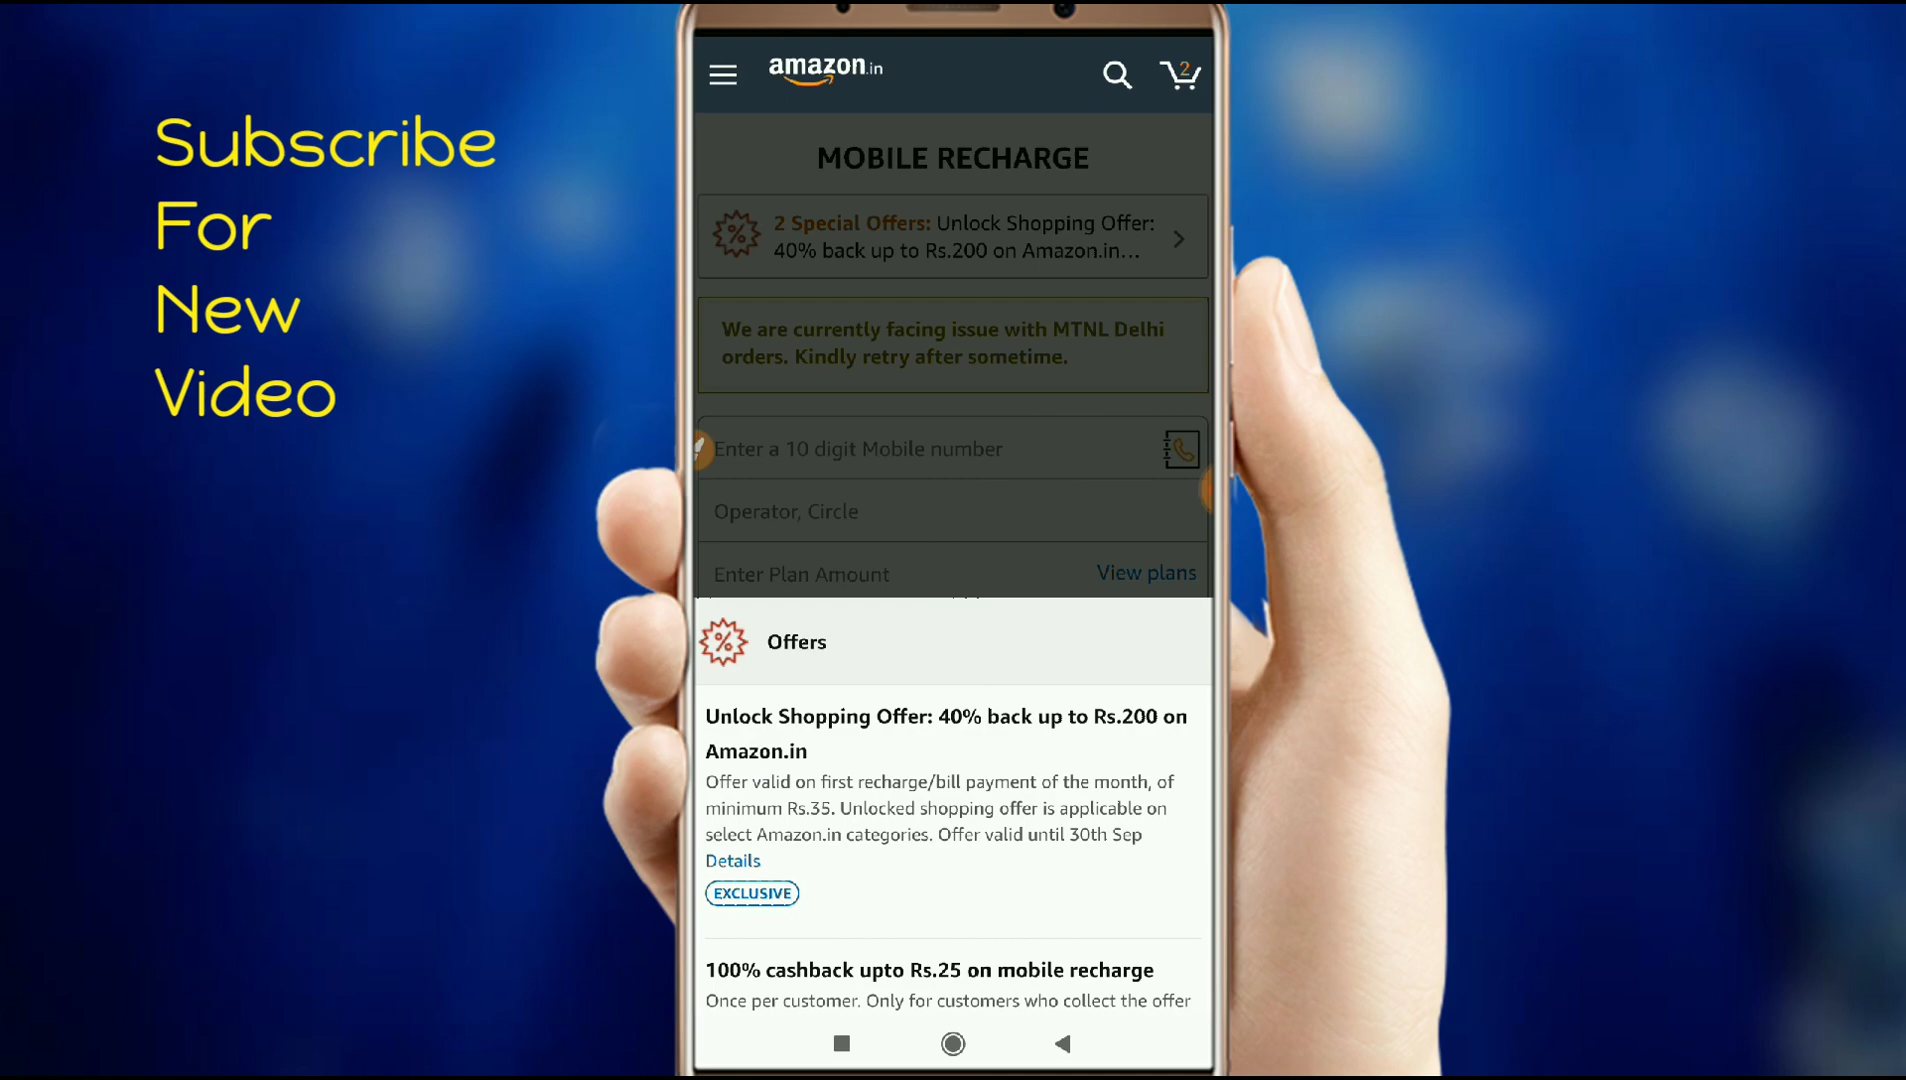 Subscribe
For
New
Video
amazon.in
2
MOBILE RECHARGE
2 Special Offers: Unlock Shopping Offer:
40% back up to Rs.200 on Amazon.in...
We are currently facing issue with MTNL Delhi
orders. Kindly retry after sometime.
Enter a 10 digit Mobile number
Operator, Circle
Enter Plan Amount
View plans
Offers
Unlock Shopping Offer: 40% back up to Rs.200 on
Amazon.in
Offer valid on first recharge/bill payment of the month, of
minimum Rs.35. Unlocked shopping offer is applicable on
select Amazon.in categories. Offer valid until 30th Sep
Details
EXCLUSIVE
100% cashback upto Rs.25 on mobile recharge
Once per customer. Only for customers who collect the offer